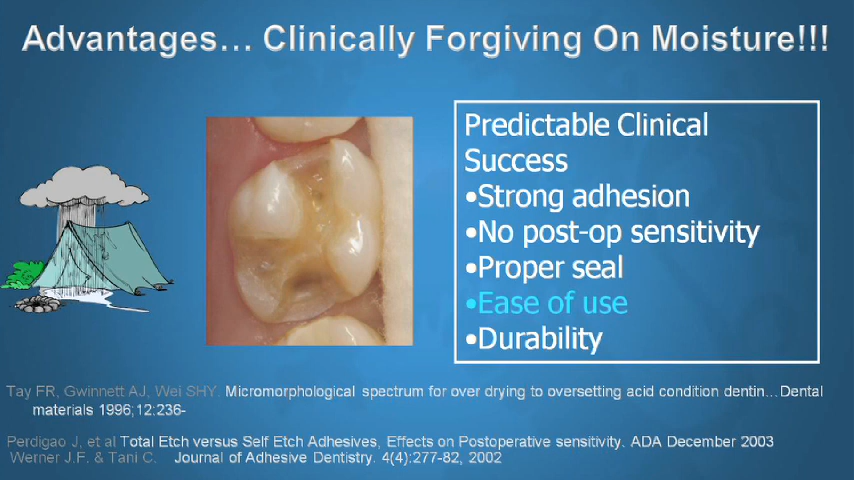 Advantages... Clinically Forgiving On Moisture!!!
Predictable Clinical
Success
•Strong adhesion
•No post-op sensitivity
•Proper seal
•Ease of use
•Durability
Tay FR, Gwinnett AJ, Wei SHY. Micromorphological spectrum for over drying to oversetting acid condition dentin...Dental
materials 1996;12:236-
Perdigao J, et al Total Etch versus Self Etch Adhesives, Effects on Postoperative sensitivity. ADA December 2003
Werner J.F. & Tani C. Journal of Adhesive Dentistry. 4(4):277-82, 2002